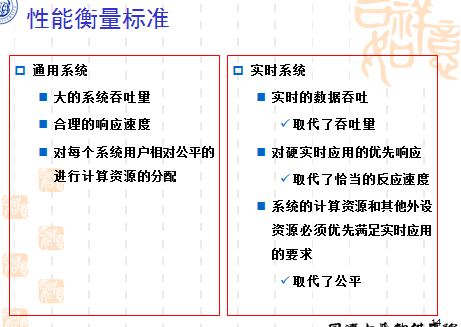 性能衡量标准
通用系统
大的系统吞吐量
合理的响应速度
对每个系统用户相对公平的
进行计算资源的分配
实时系统
实时的数据吞吐
取代了吞吐量
对硬实时应用的优先响应
取代了恰当的反应速度
系统的计算资源和其他外设
资源必须优先满足实时应用
的要求
取代了公平
吉祥
如意